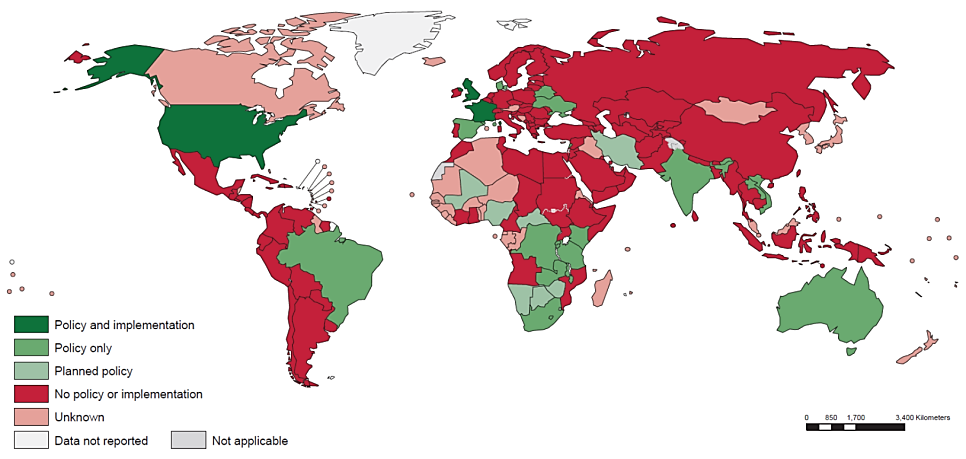 Policy and implementation
Policy only
Planned policy
No policy or implementation
Unknown
Data not reported
Not applicable
0 850 1,700 3,400 Kilometers